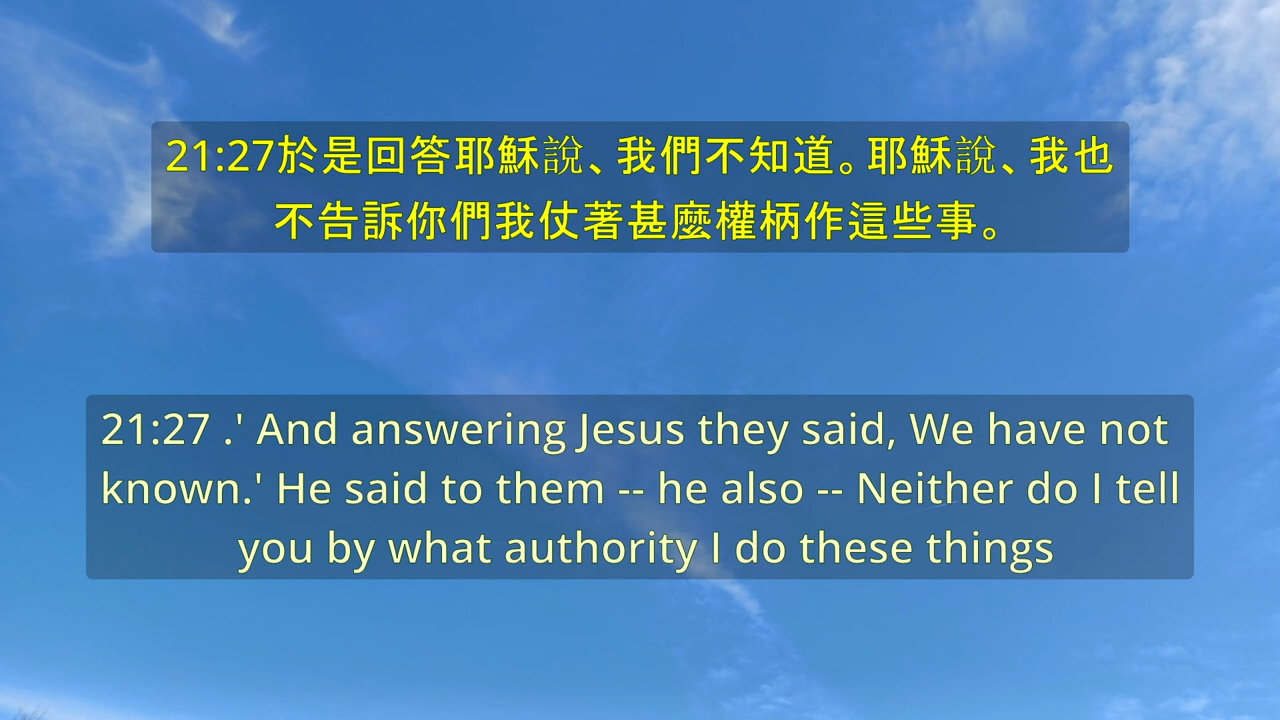 21:27於是回答耶穌說、我們不知道。耶穌說、我也
不告訴你們我仗著甚麼權柄作這些事。
21:27 .' And answering Jesus they said, We have not
known.' He said to them -- he also -- Neither do I tell
you by what authority I do these things